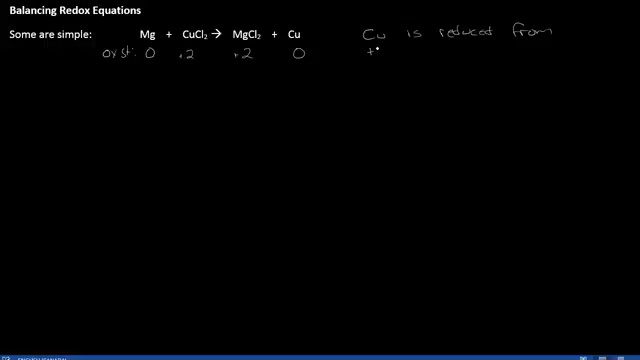 Balancing Redox Equations
Some are simple: Mg + CuCl₂ → MgCl₂ + Cu Cu is reduced from
ox st: 0 +2 +2 0 +